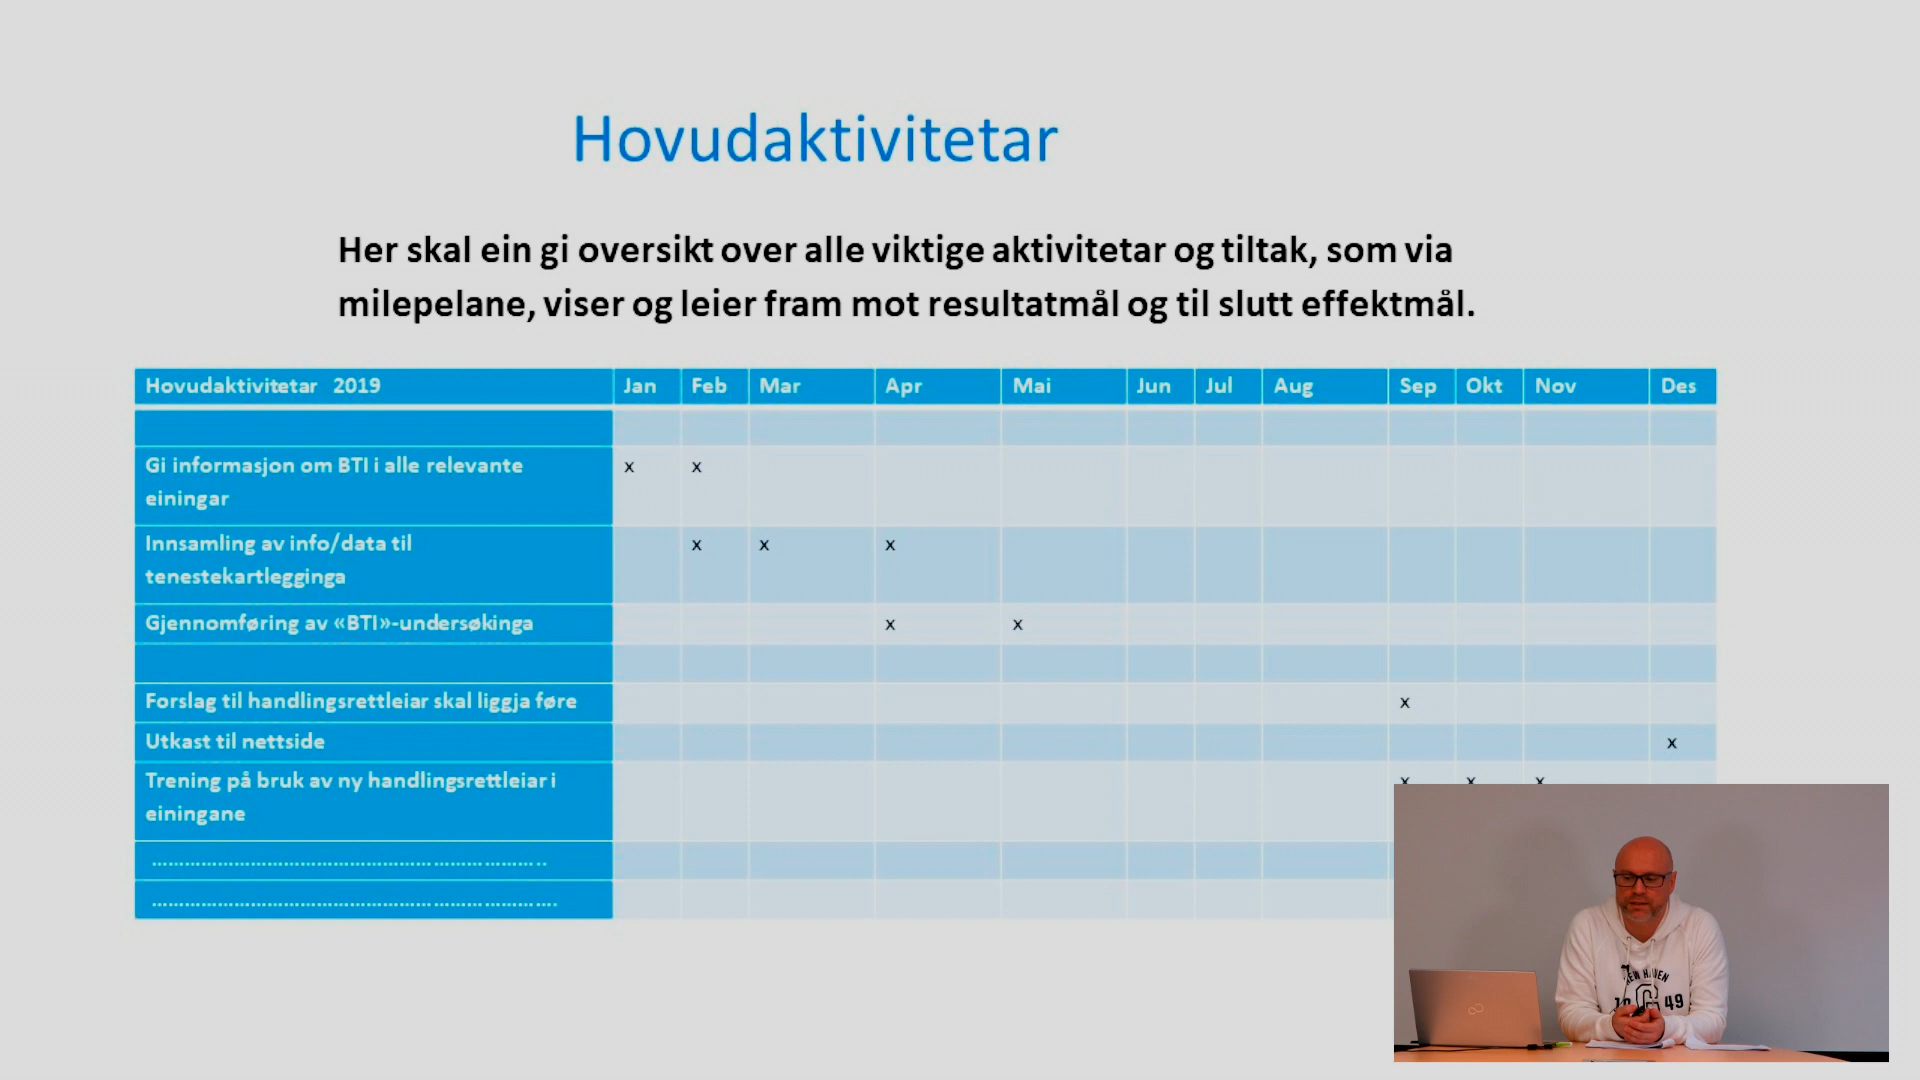 Hovudaktivitetar
Her skal ein gi oversikt over alle viktige aktivitetar og tiltak, som via
milepelane, viser og leier fram mot resultatmål og til slutt effektmål.
Hovudaktivitetar 2019 Jan Feb Mar Apr Mai Jun Jul Aug Sep Okt Nov Des
Gi informasjon om BTI i alle relevante x x
einingar
Innsamling av info/data til x x x
tenestekartlegginga
Gjennomføring av «BTI»-undersøkinga x x
Forslag til handlingsrettleiar skal liggja føre x
Utkast til nettside x
Trening på bruk av ny handlingsrettleiar i x x x
einingane
……………………………………………………………..
……………………………………………………………….
49